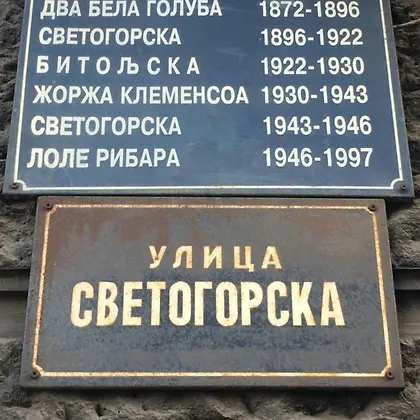 ДВА БЕЛА ГОЛУБА 1872-1896
СВЕТОГОРСКА 1896-1922
БИТОЉСКА 1922-1930
ЖОРЖА КЛЕМЕНСОА 1930-1943
СВЕТОГОРСКА 1943-1946
ЛОЛЕ РИБАРА 1946-1997
УЛИЦА
СВЕТОГОРСКА